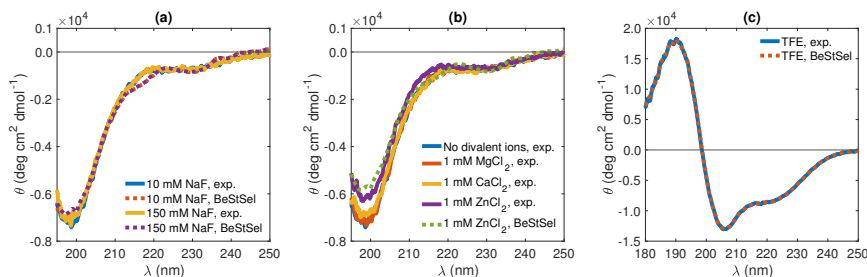 (a)
×10⁴
0.1
0.0
-0.2
-0.4
-0.6
-0.8
θ (deg cm² dmol⁻¹)
10 mM NaF, exp.
10 mM NaF, BeStSel
150 mM NaF, exp.
150 mM NaF, BeStSel
200 210 220 230 240 250
λ (nm)
(b)
×10⁴
0.1
0.0
-0.2
-0.4
-0.6
-0.8
θ (deg cm² dmol⁻¹)
No divalent ions, exp.
1 mM MgCl₂, exp.
1 mM CaCl₂, exp.
1 mM ZnCl₂, exp.
1 mM ZnCl₂, BeStSel
200 210 220 230 240 250
λ (nm)
(c)
×10⁴
2.0
1.5
1.0
0.5
0.0
-0.5
-1.0
-1.5
θ (deg cm² dmol⁻¹)
TFE, exp.
TFE, BeStSel
180 190 200 210 220 230 240 250
λ (nm)